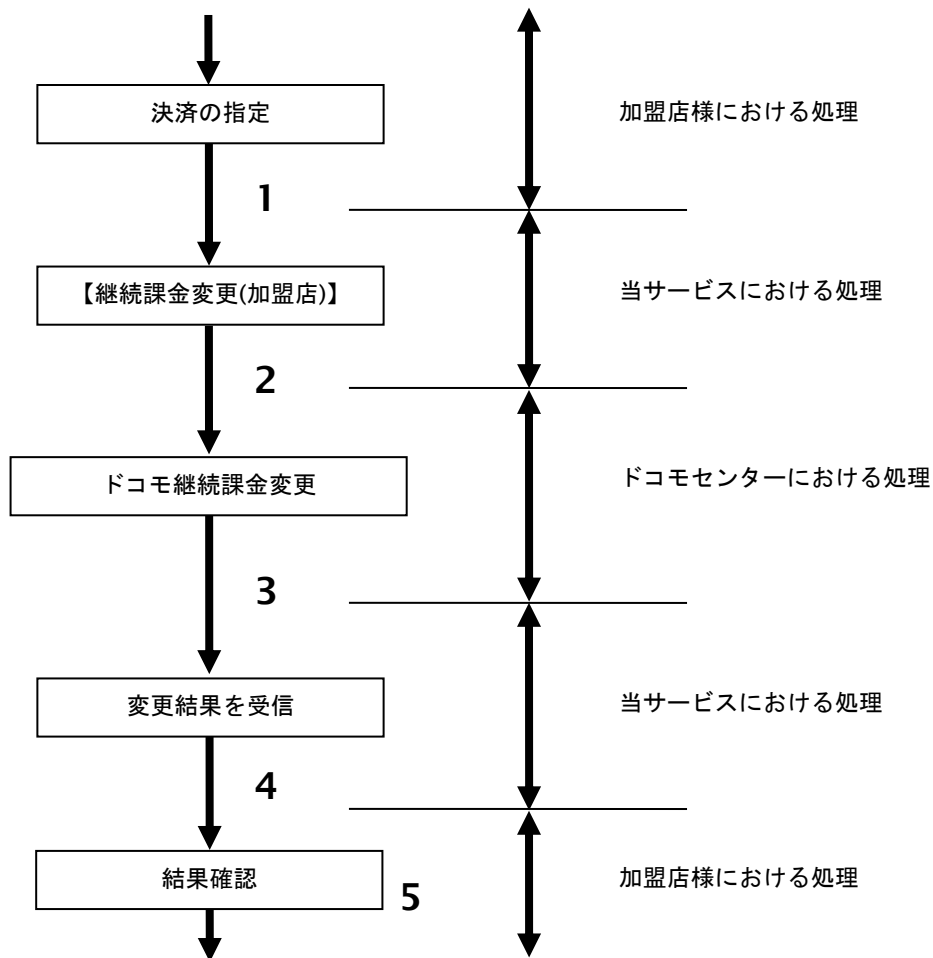 決済の指定
加盟店様における処理
1
【継続課金変更(加盟店)】
当サービスにおける処理
2
ドコモ継続課金変更
ドコモセンターにおける処理
3
変更結果を受信
当サービスにおける処理
4
結果確認
5
加盟店様における処理